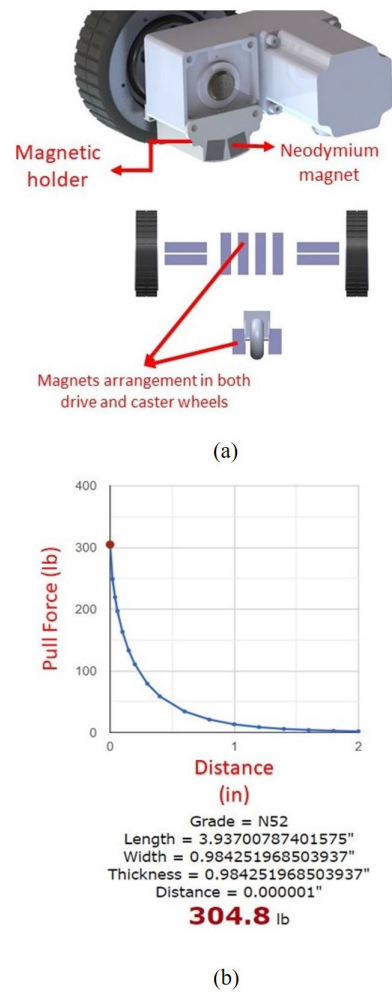 Magnetic
holder
Neodymium
magnet
Magnets arrangement in both
drive and caster wheels
(a)
400
300
200
100
0
Pull Force (lb)
0
1
2
Distance
(in)
Grade = N52
Length = 3.93700787401575"
Width = 0.984251968503937"
Thickness = 0.984251968503937"
Distance = 0.000001"
304.8 lb
(b)